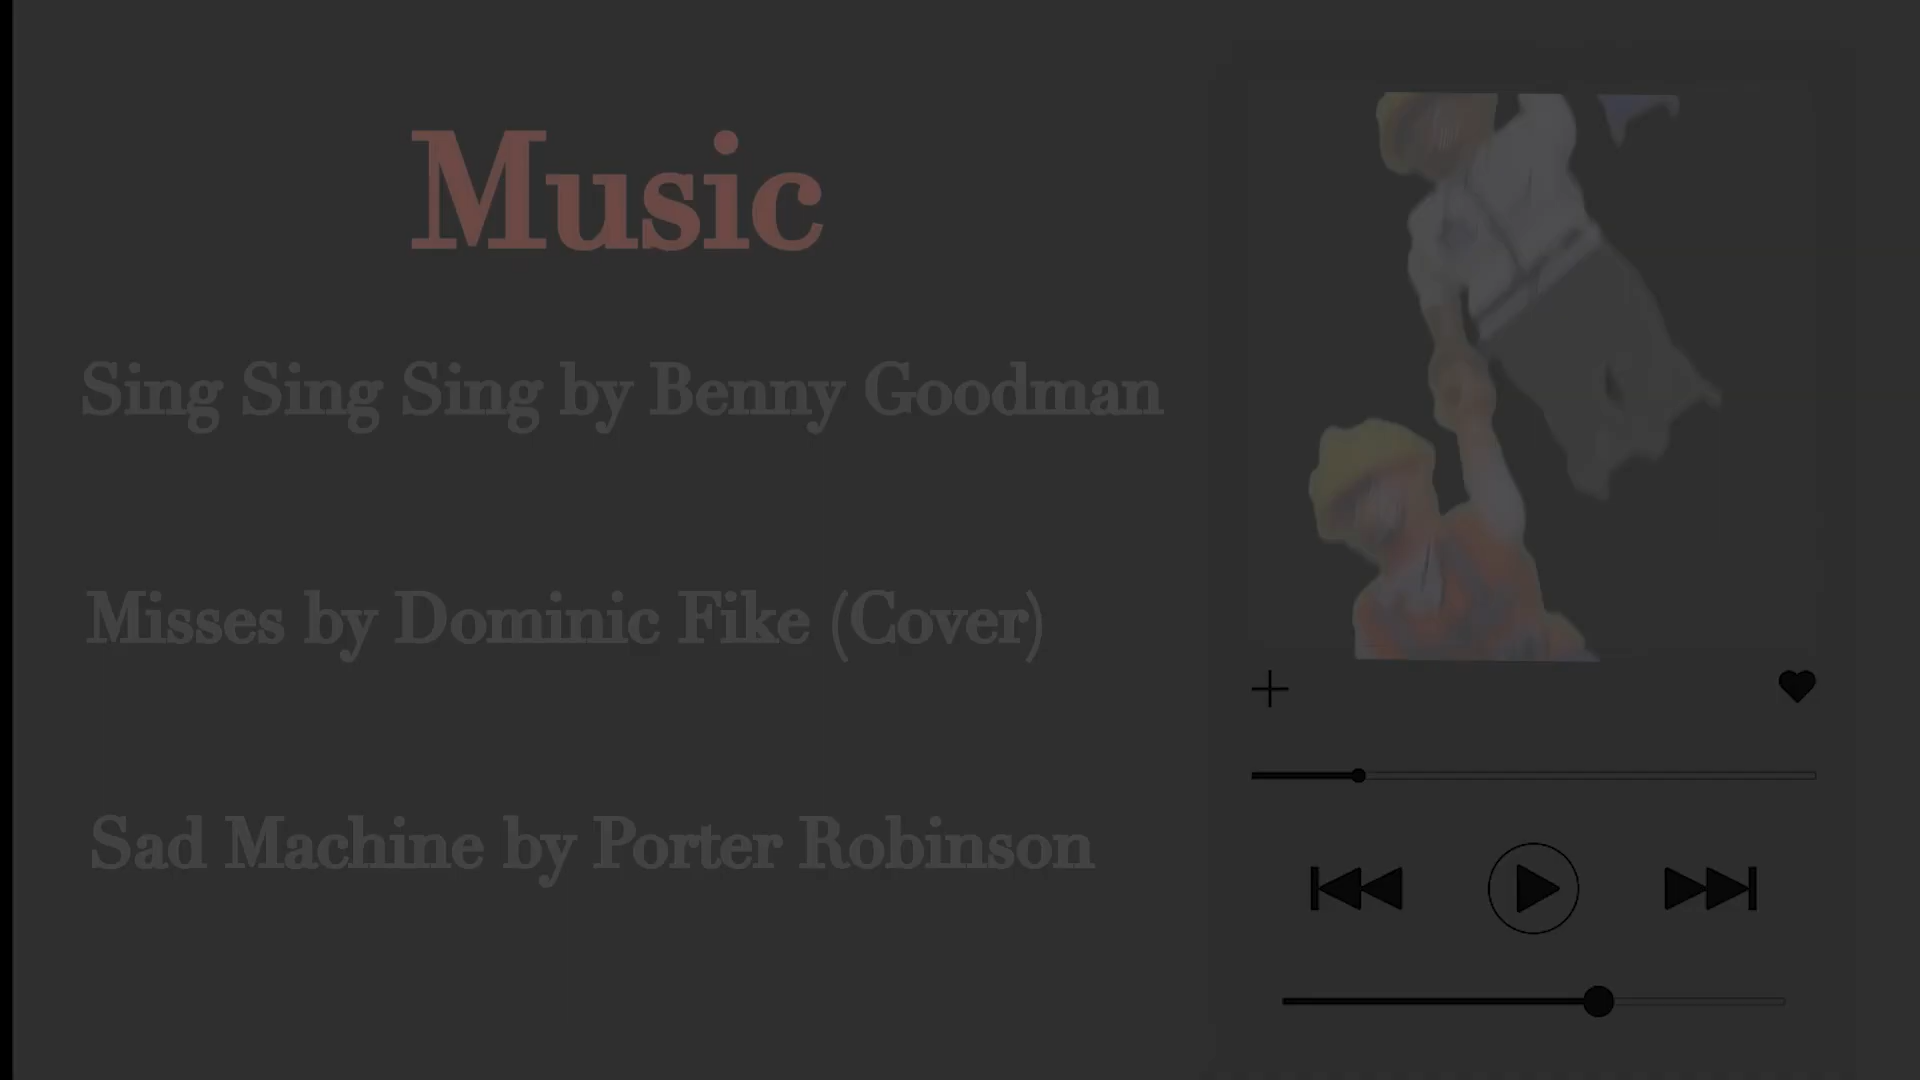 Music
Sing Sing Sing by Benny Goodman
Misses by Dominic Fike (Cover)
Sad Machine by Porter Robinson